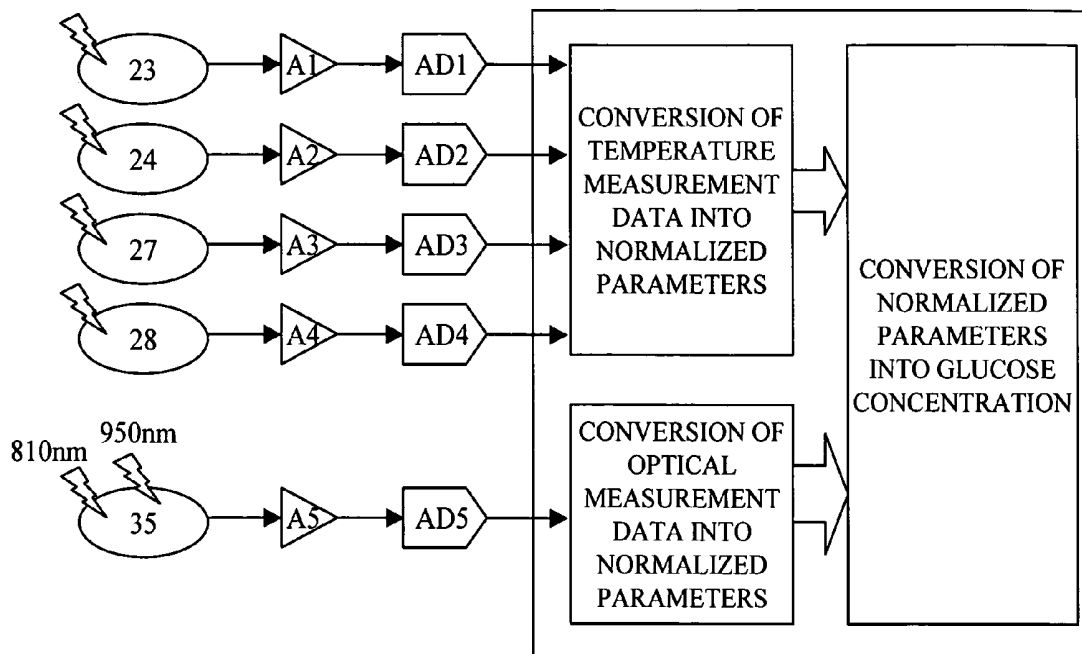 23 A1 AD1
24 A2 AD2
27 A3 AD3
28 A4 AD4
CONVERSION OF
TEMPERATURE
MEASUREMENT
DATA INTO
NORMALIZED
PARAMETERS
810nm
950nm
35 A5 AD5
CONVERSION OF
OPTICAL
MEASUREMENT
DATA INTO
NORMALIZED
PARAMETERS
CONVERSION OF
NORMALIZED
PARAMETERS
INTO GLUCOSE
CONCENTRATION